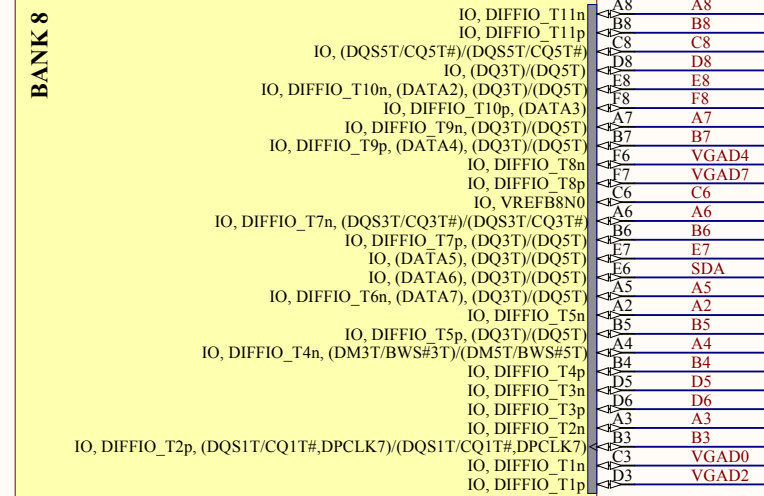 BANK 8
IO, DIFFIO_T11n A8 A8
IO, DIFFIO_T11p B8 B8
IO, (DQS5T/CQ5T#)/(DQS5T/CQ5T#) C8 C8
IO, (DQ3T)/(DQ5T) D8 D8
IO, DIFFIO_T10n, (DATA2), (DQ3T)/(DQ5T) E8 E8
IO, DIFFIO_T10p, (DATA3) F8 F8
IO, DIFFIO_T9n, (DQ3T)/(DQ5T) A7 A7
IO, DIFFIO_T9p, (DATA4), (DQ3T)/(DQ5T) B7 B7
IO, DIFFIO_T8n F6 VGAD4
IO, DIFFIO_T8p F7 VGAD7
IO, VREFB8N0 C6 C6
IO, DIFFIO_T7n, (DQS3T/CQ3T#)/(DQS3T/CQ3T#) A6 A6
IO, DIFFIO_T7p, (DQ3T)/(DQ5T) B6 B6
IO, (DATA5), (DQ3T)/(DQ5T) E7 E7
IO, (DATA6), (DQ3T)/(DQ5T) E6 SDA
IO, DIFFIO_T6n, (DATA7), (DQ3T)/(DQ5T) A5 A5
IO, DIFFIO_T5n A2 A2
IO, DIFFIO_T5p, (DQ3T)/(DQ5T) B5 B5
IO, DIFFIO_T4n, (DM3T/BWS#3T)/(DM5T/BWS#5T) A4 A4
IO, DIFFIO_T4p B4 B4
IO, DIFFIO_T3n D5 D5
IO, DIFFIO_T3p D6 D6
IO, DIFFIO_T2n A3 A3
IO, DIFFIO_T2p, (DQS1T/CQ1T#,DPCLK7)/(DQS1T/CQ1T#,DPCLK7) B3 B3
IO, DIFFIO_T1n C3 VGAD0
IO, DIFFIO_T1p D3 VGAD2